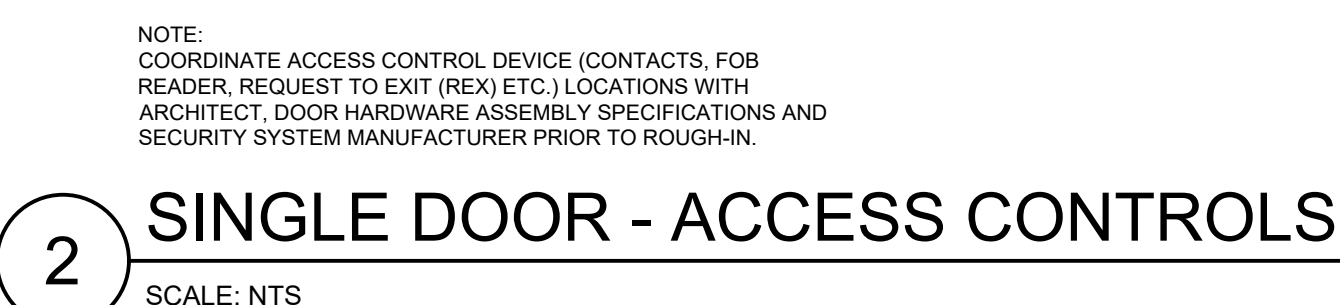 NOTE:
COORDINATE ACCESS CONTROL DEVICE (CONTACTS, FOB
READER, REQUEST TO EXIT (REX) ETC.) LOCATIONS WITH
ARCHITECT, DOOR HARDWARE ASSEMBLY SPECIFICATIONS AND
SECURITY SYSTEM MANUFACTURER PRIOR TO ROUGH-IN.
2
SINGLE DOOR - ACCESS CONTROLS
SCALE: NTS